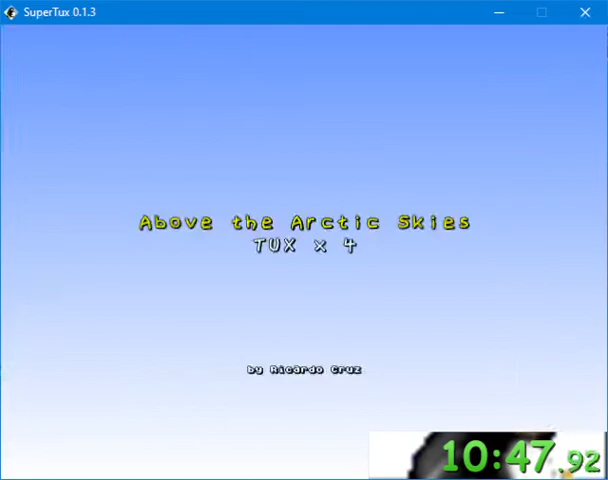 SuperTux 0.1.3
Above the Arctic Skies
TUX x 4
by Ricardo Cruz
10:47.92